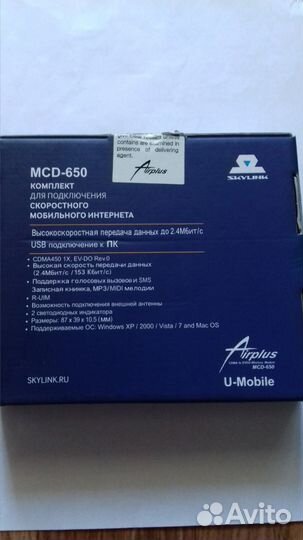 contains are examined in
presence of delivering
agent.
Airplus
SKYLINK
MCD-650
КОМПЛЕКТ
ДЛЯ ПОДКЛЮЧЕНИЯ
СКОРОСТНОГО
МОБИЛЬНОГО ИНТЕРНЕТА
Высокоскоростная передача данных до 2.4Мбит/с
USB подключение к ПК
• CDMA450 1X, EV-DO Rev.0
• Высокая скорость передачи данных
(2.4Мбит/с / 153 Кбит/с)
• Поддержка голосовых вызовов и SMS
Записная книжка, MP3/MIDI мелодии
• R-UIM
• Возможность подключения внешней антенны
• 2 светодиодных индикатора
• Размеры: 87 x 39 x 10.5 (мм)
• Поддерживаемые ОС: Windows XP / 2000 / Vista / 7 and Mac OS
Airplus
MCD-650
SKYLINK.RU
U-Mobile
Avito